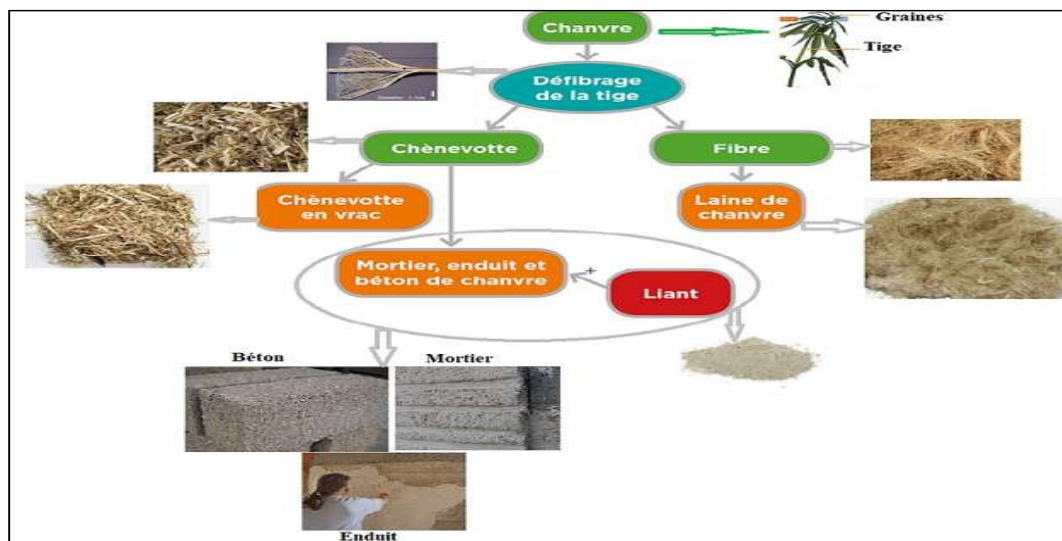 Chanvre
Graines
Tige
Défibrage
de la tige
Chènevotte
Fibre
Chènevotte
en vrac
Laine de
chanvre
Mortier, enduit et
béton de chanvre
+
Liant
Béton
Mortier
Enduit